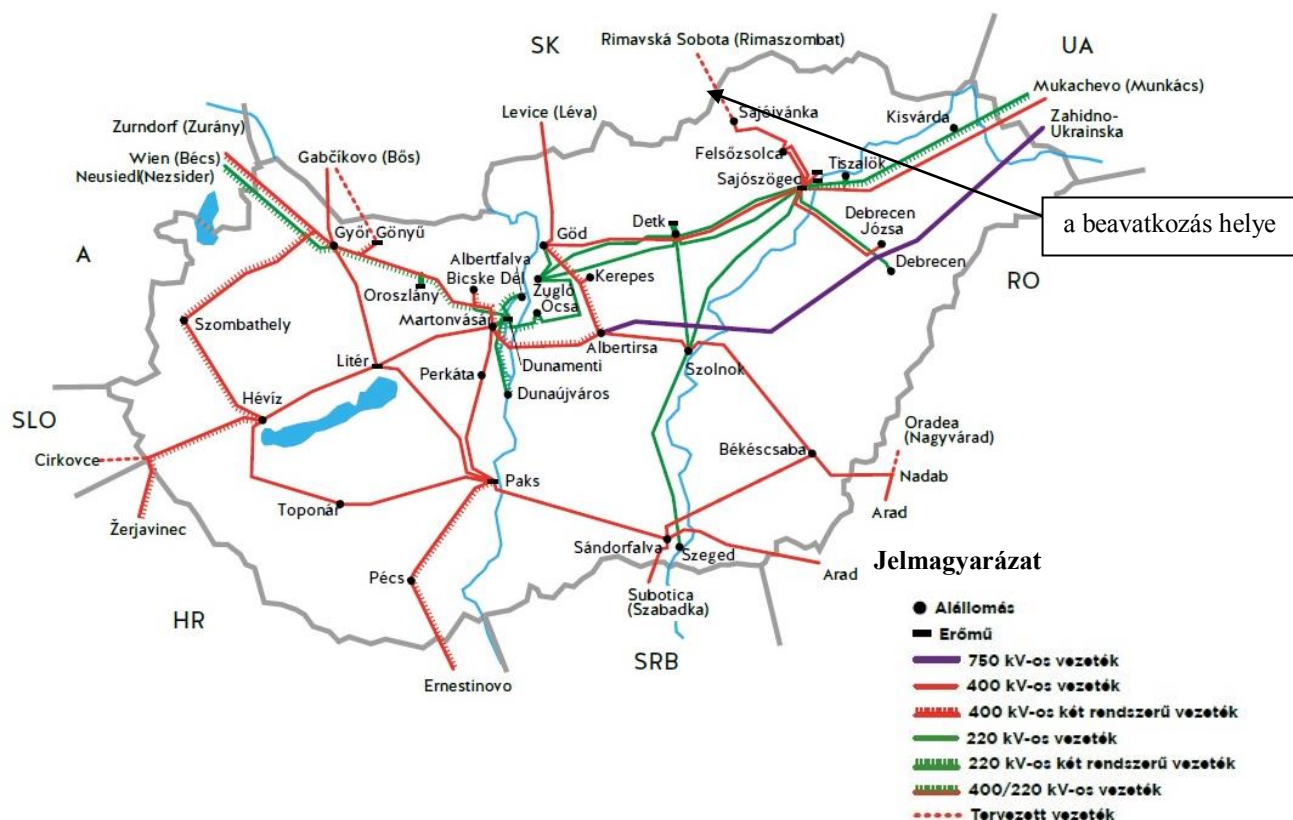 SK
UA
Rimavská Sobota (Rimaszombat)
Mukachevo (Munkács)
Levice (Léva)
Sajóivánka
Kisvárda
Zahidno-
Ukrainska
Zurndorf (Zurány)
Wien (Bécs)
Neusiedl(Nezsider)
Gabčíkovo (Bős)
Felsőzsolca
Sajószöged
Tiszalök
a beavatkozás helye
A
Győr
Gönyű
Göd
Detk
Debrecen
Józsa
Debrecen
RO
Albertfalva
Bicske Dél
Kerepes
Zugló
Ócsa
Oroszlány
Martonvásár
Szombathely
Albertirsa
Szolnok
Litér
Dunamenti
Perkáta
Dunaújváros
Hévíz
SLO
Cirkovce
Oradea
(Nagyvárad)
Békéscsaba
Nadab
Paks
Arad
Toponár
Žerjavinec
Sándorfalva
Szeged
Arad
Jelmagyarázat
Pécs
Subotica
(Szabadka)
HR
SRB
Ernestinovo
Alállomás
Erőmű
750 kV-os vezeték
400 kV-os vezeték
400 kV-os két rendszerű vezeték
220 kV-os vezeték
220 kV-os két rendszerű vezeték
400/220 kV-os vezeték
Tervezett vezeték